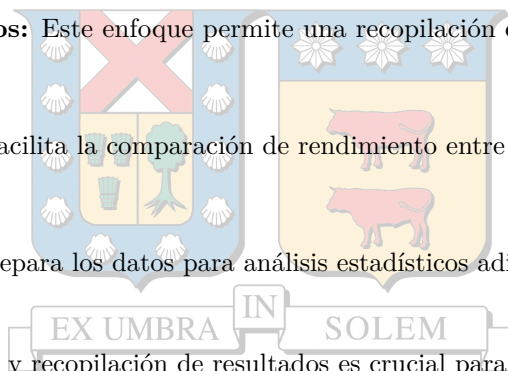 os: Este enfoque permite una recopilación
acilita la comparación de rendimiento entre
epara los datos para análisis estadísticos adi
EX UMBRA IN SOLEM
y recopilación de resultados es crucial para